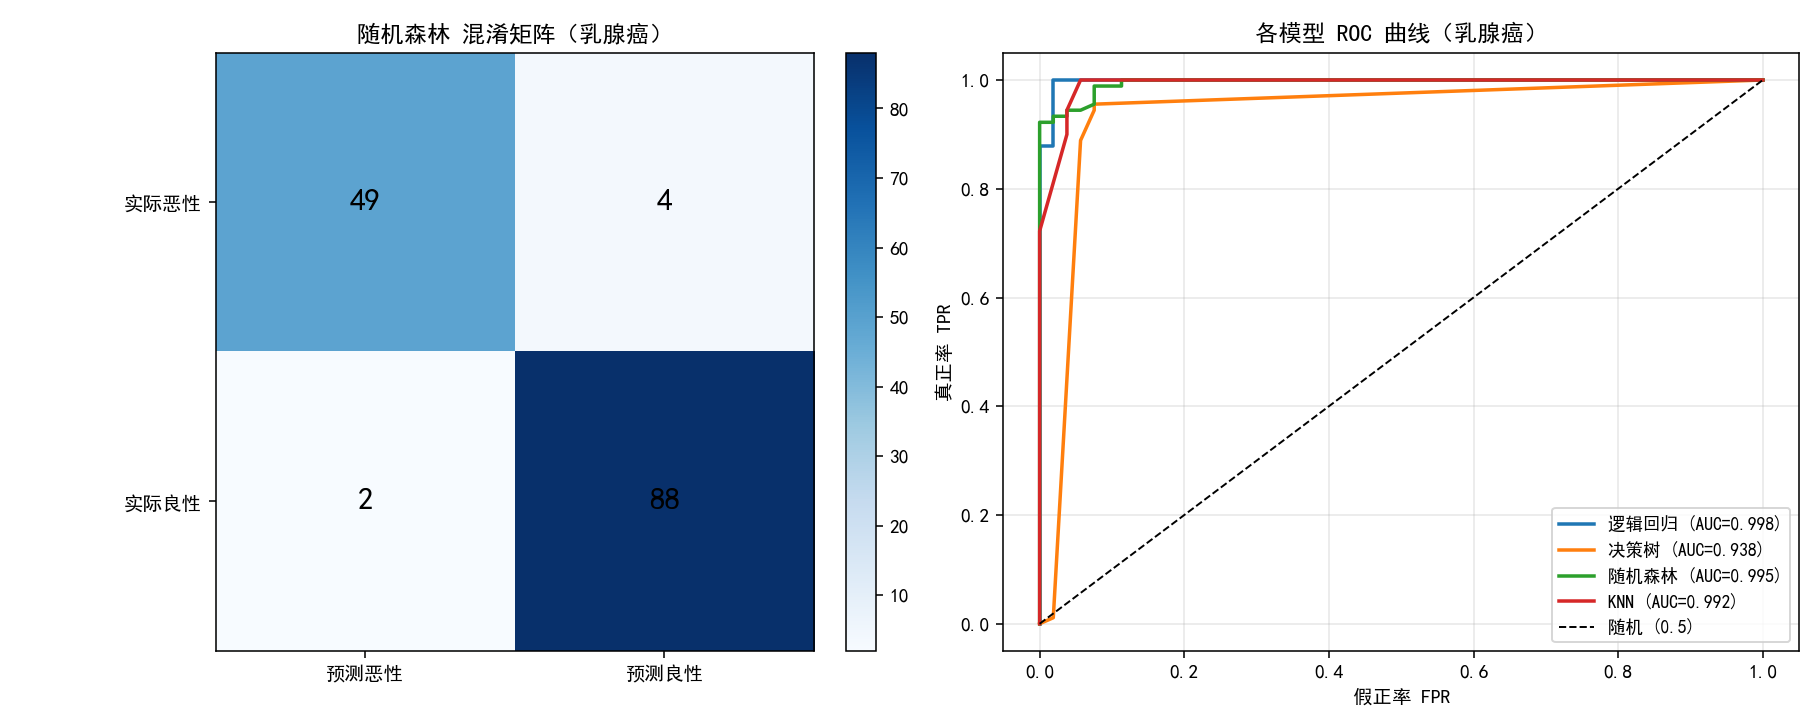 随机森林 混淆矩阵（乳腺癌）
实际恶性
实际良性
49
4
2
88
预测恶性
预测良性
80
70
60
50
40
30
20
10
各模型 ROC 曲线（乳腺癌）
真正率 TPR
1.0
0.8
0.6
0.4
0.2
0.0
0.0
0.2
0.4
0.6
0.8
1.0
假正率 FPR
逻辑回归 (AUC=0.998)
决策树 (AUC=0.938)
随机森林 (AUC=0.995)
KNN (AUC=0.992)
随机 (0.5)